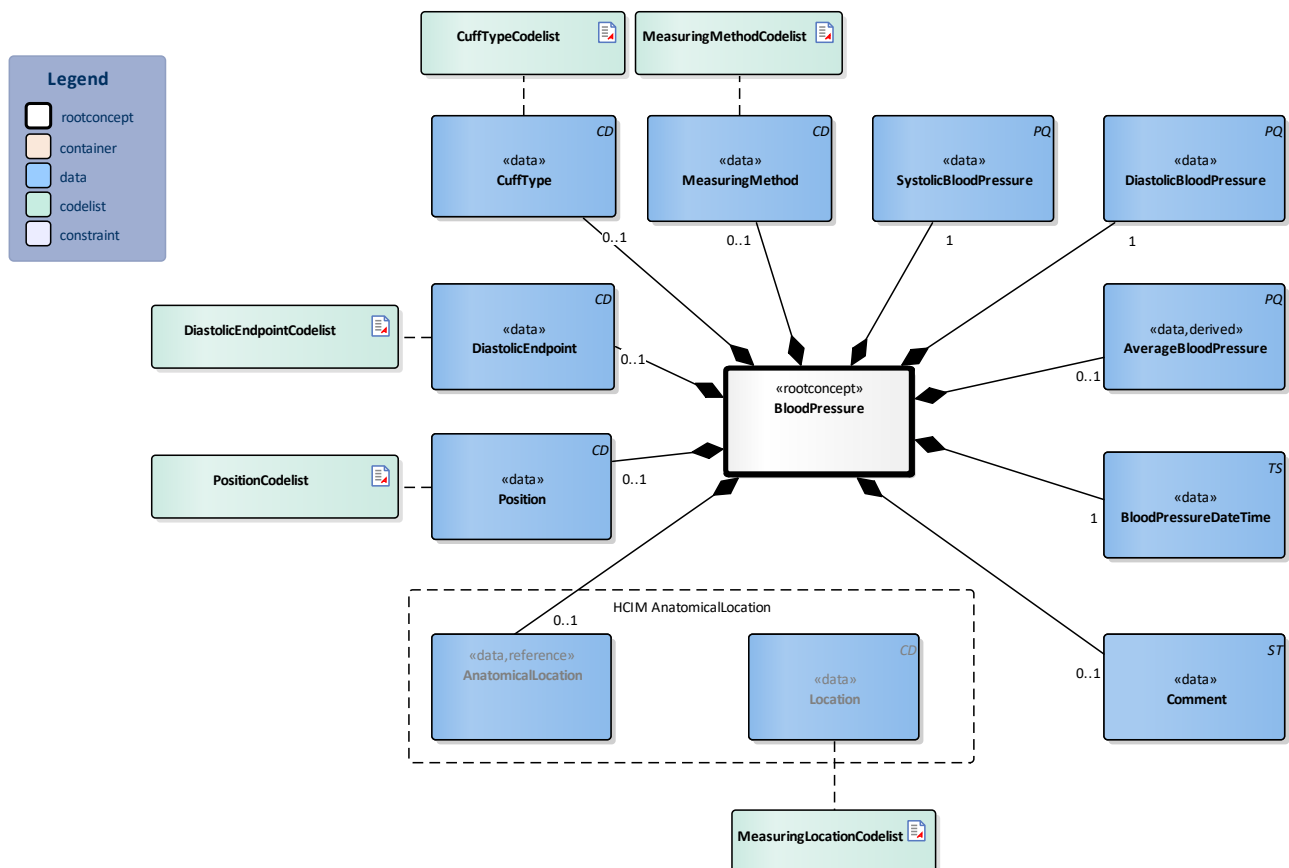 CuffTypeCodelist
MeasuringMethodCodelist
Legend
rootconcept
container
data
codelist
constraint
CD
«data»
CuffType
0..1
CD
«data»
MeasuringMethod
0..1
PQ
«data»
SystolicBloodPressure
1
PQ
«data»
DiastolicBloodPressure
1
DiastolicEndpointCodelist
CD
«data»
DiastolicEndpoint
0..1
PQ
«data,derived»
AverageBloodPressure
0..1
«rootconcept»
BloodPressure
PositionCodelist
CD
«data»
Position
0..1
TS
«data»
BloodPressureDateTime
1
HCIM AnatomicalLocation
0..1
«data,reference»
AnatomicalLocation
CD
«data»
Location
ST
«data»
Comment
0..1
MeasuringLocationCodelist